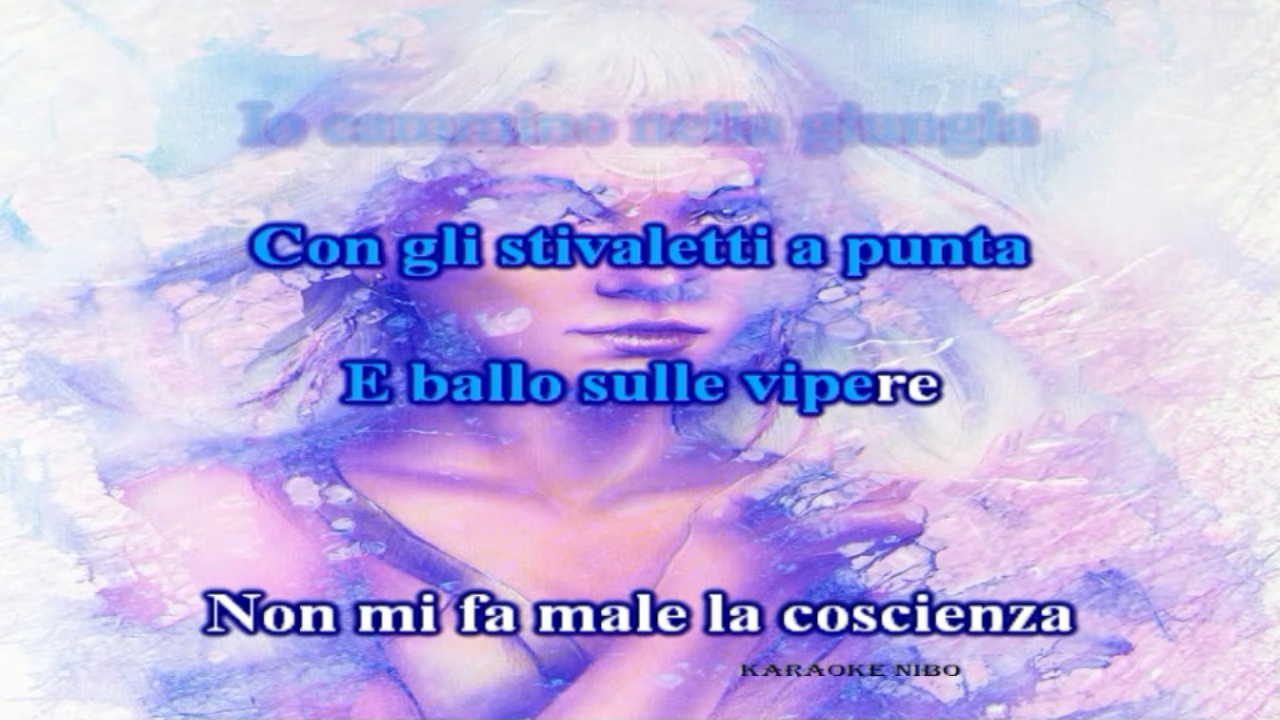 Io cammino nella giungla
Con gli stivaletti a punta
E ballo sulle vipere
Non mi fa male la coscienza
KARAOKE NIBO